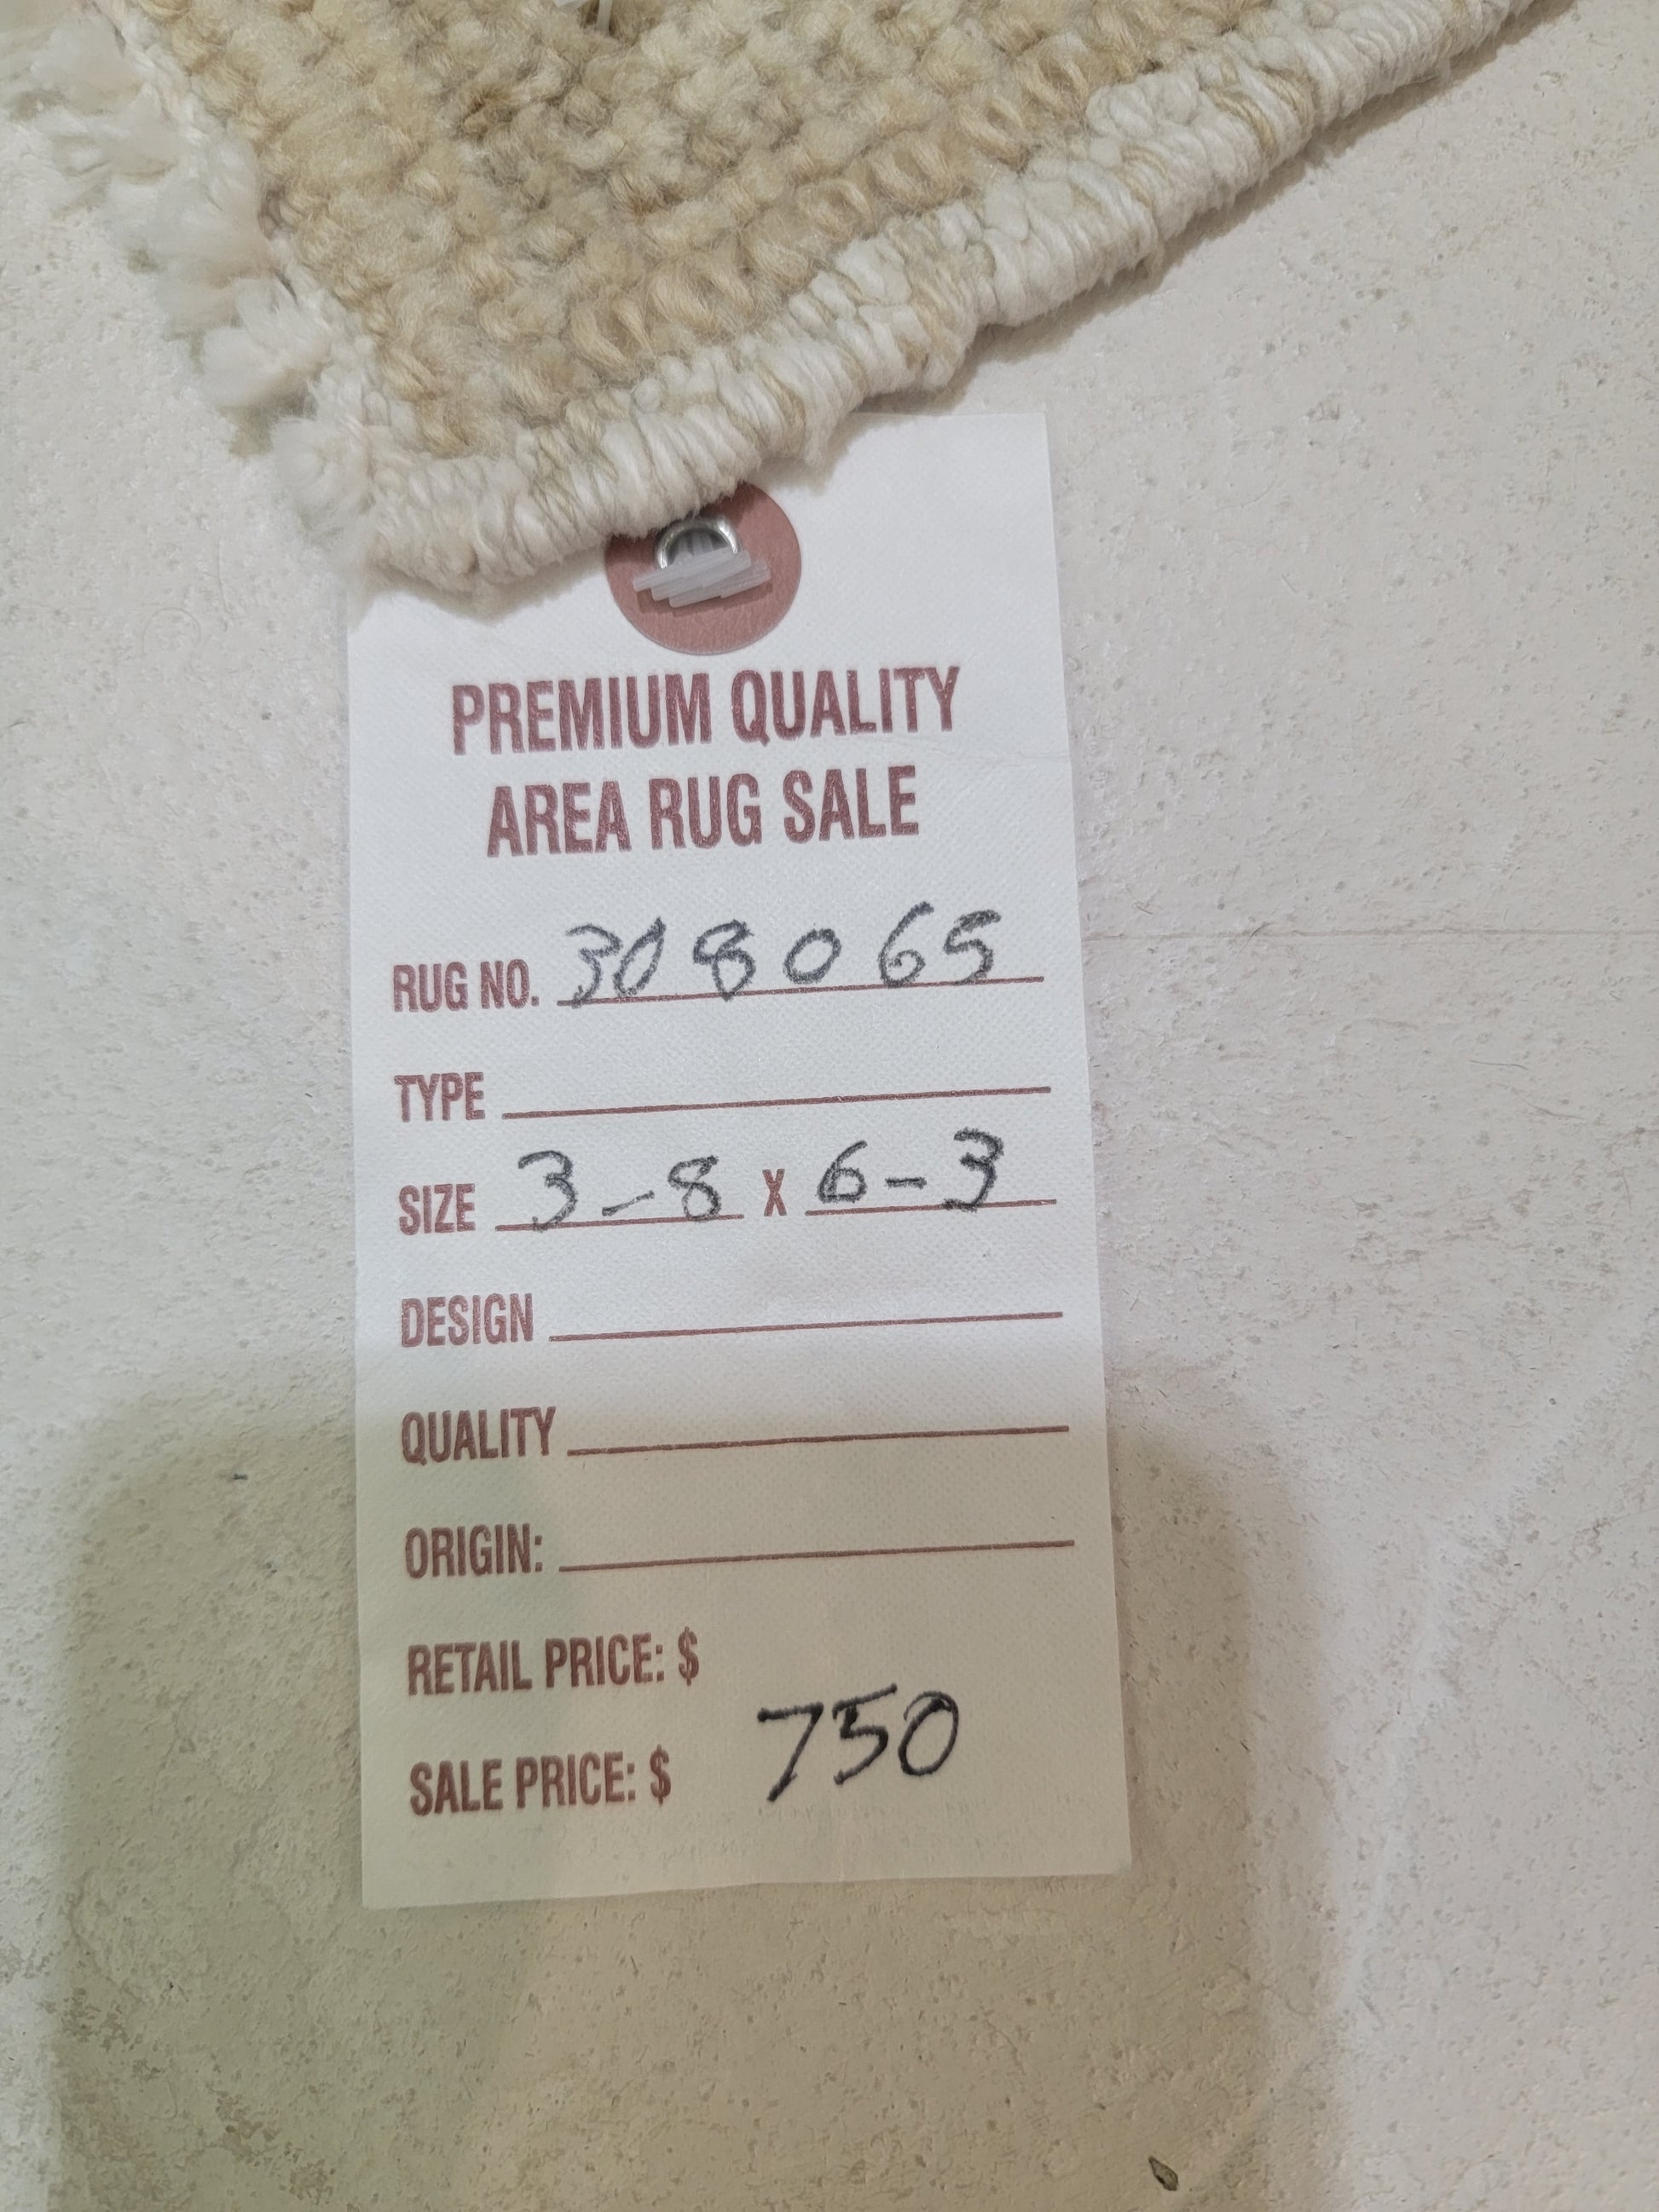 PREMIUM QUALITY
AREA RUG SALE
RUG NO. 308065
TYPE
SIZE 3-8 X 6-3
DESIGN
QUALITY
ORIGIN:
RETAIL PRICE: $
SALE PRICE: $ 750